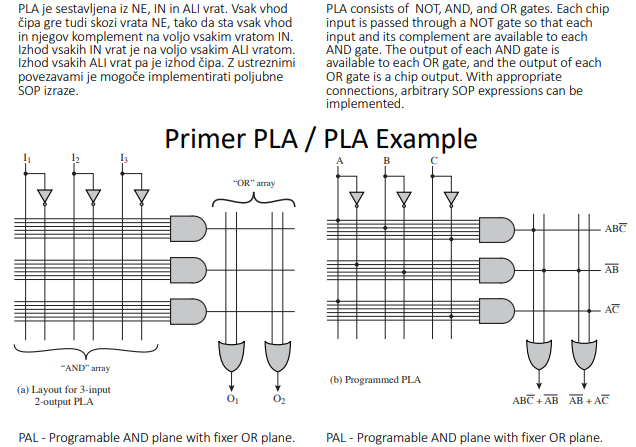 PLA je sestavljena iz NE, IN in ALI vrat. Vsak vhod
čipa gre tudi skozi vrata NE, tako da sta vsak vhod
in njegov komplement na voljo vsakim vratom IN.
Izhod vsakih IN vrat je na voljo vsakim ALI vratom.
Izhod vsakih ALI vrat pa je izhod čipa. Z ustreznimi
povezavami je mogoče implementirati poljubne
SOP izraze.
PLA consists of NOT, AND, and OR gates. Each chip
input is passed through a NOT gate so that each
input and its complement are available to each
AND gate. The output of each AND gate is
available to each OR gate, and the output of each
OR gate is a chip output. With appropriate
connections, arbitrary SOP expressions can be
implemented.
Primer PLA / PLA Example
I₁ I₂ I₃
"OR" array
"AND" array
(a) Layout for 3-input
2-output PLA
O₁ O₂
A B C
ABC̅
A̅B̅
AC̅
(b) Programmed PLA
ABC̅ + A̅B̅ A̅B̅ + AC̅
PAL - Programable AND plane with fixer OR plane.
PAL - Programable AND plane with fixer OR plane.